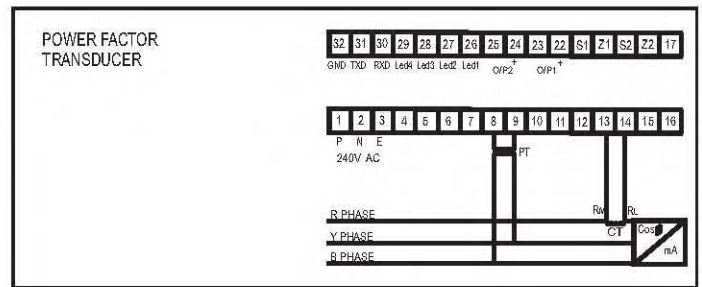 POWER FACTOR
TRANSDUCER
32 31 30 29 28 27 26 25 24 23 22 S1 Z1 S2 Z2 17
GND TXD RXD Led4 Led3 Led2 Led1 O/P2 + O/P1 +
1 2 3 4 5 6 7 8 9 10 11 12 13 14 15 16
P N E
240V AC
PT
R PHASE RM RL
CT Cos
Y PHASE
mA
B PHASE